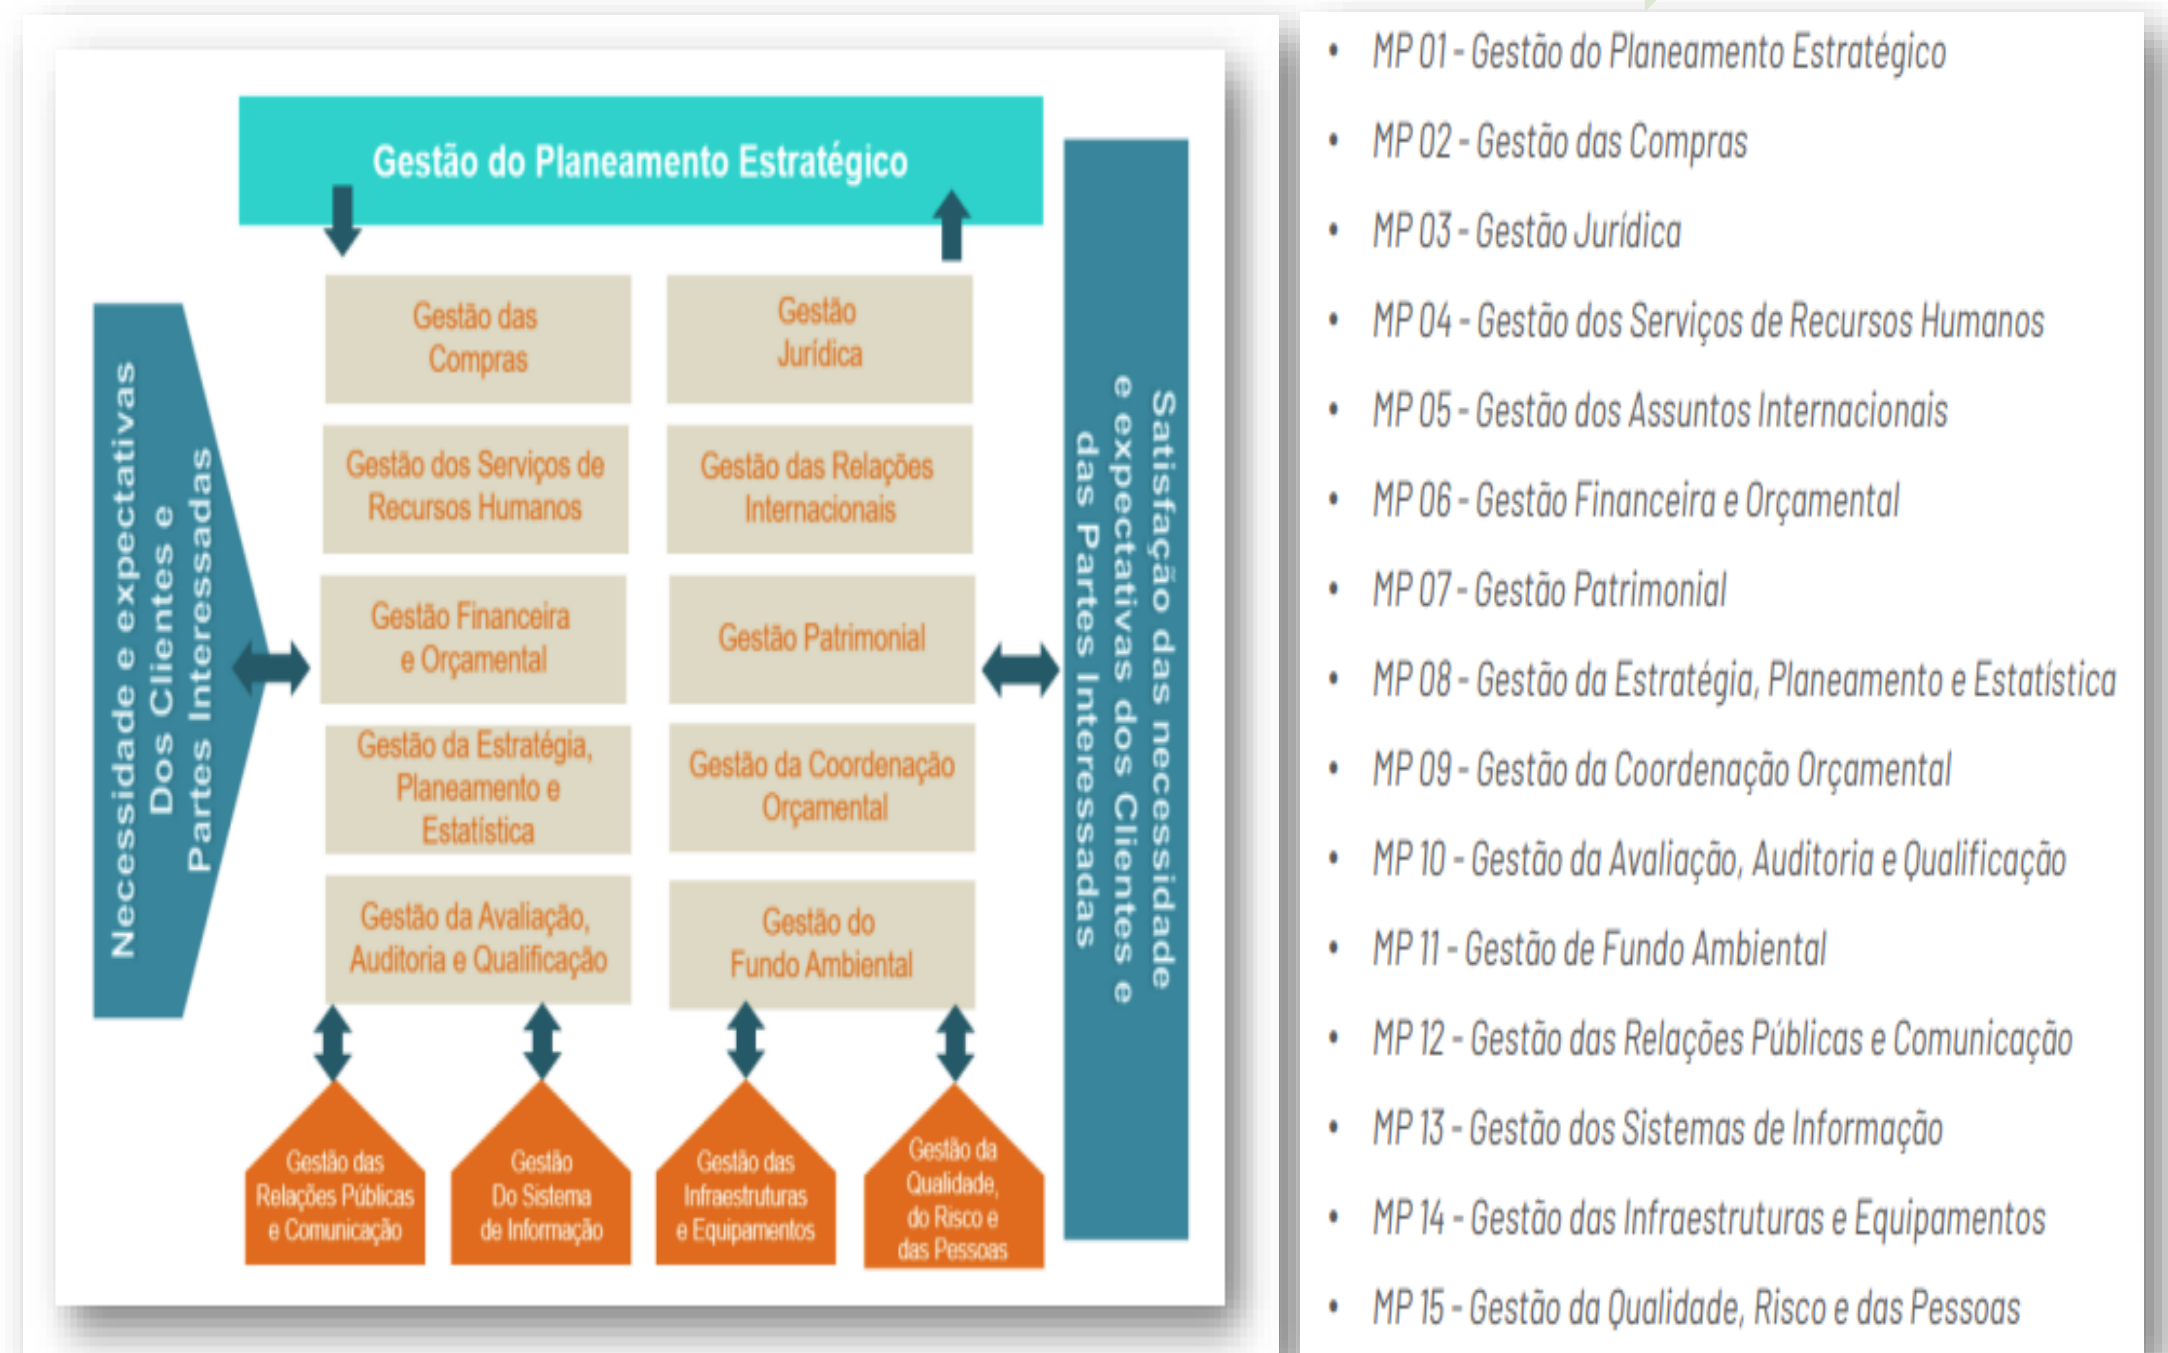 Gestão do Planeamento Estratégico
Necessidade e expectativas
Dos Clientes e
Partes Interessadas
Gestão das
Compras
Gestão
Jurídica
Gestão dos Serviços de
Recursos Humanos
Gestão das Relações
Internacionais
Gestão Financeira
e Orçamental
Gestão Patrimonial
Gestão da Estratégia,
Planeamento e
Estatística
Gestão da Coordenação
Orçamental
Gestão da Avaliação,
Auditoria e Qualificação
Gestão do
Fundo Ambiental
Gestão das
Relações Públicas
e Comunicação
Gestão
Do Sistema
de Informação
Gestão das
Infraestruturas
e Equipamentos
Gestão da
Qualidade,
do Risco e
das Pessoas
Satisfação das necessidade
e expectativas dos Clientes e
das Partes Interessadas
• MP 01 - Gestão do Planeamento Estratégico
• MP 02 - Gestão das Compras
• MP 03 - Gestão Jurídica
• MP 04 - Gestão dos Serviços de Recursos Humanos
• MP 05 - Gestão dos Assuntos Internacionais
• MP 06 - Gestão Financeira e Orçamental
• MP 07 - Gestão Patrimonial
• MP 08 - Gestão da Estratégia, Planeamento e Estatística
• MP 09 - Gestão da Coordenação Orçamental
• MP 10 - Gestão da Avaliação, Auditoria e Qualificação
• MP 11 - Gestão de Fundo Ambiental
• MP 12 - Gestão das Relações Públicas e Comunicação
• MP 13 - Gestão dos Sistemas de Informação
• MP 14 - Gestão das Infraestruturas e Equipamentos
• MP 15 - Gestão da Qualidade, Risco e das Pessoas